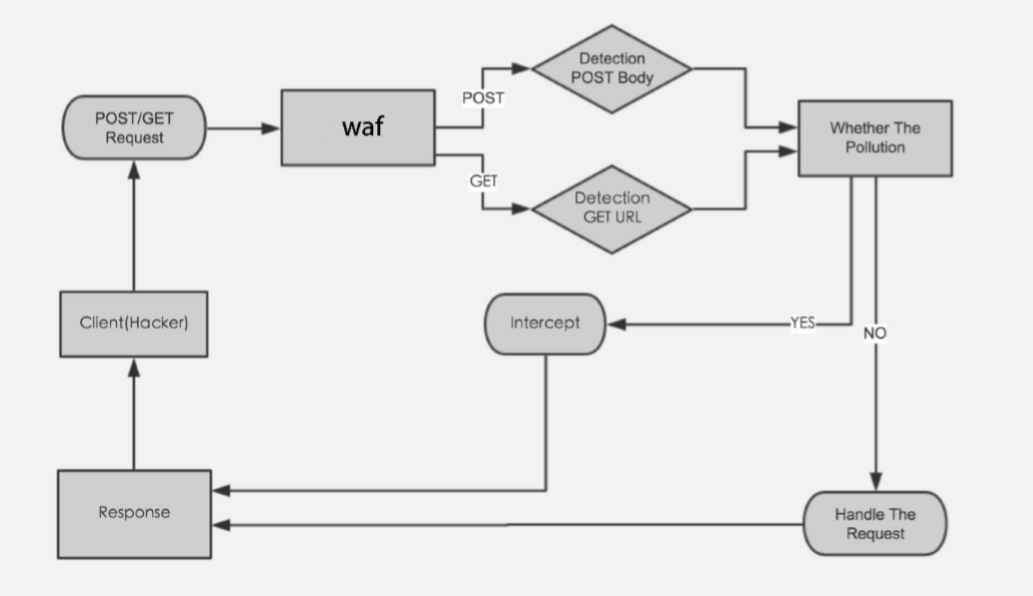 Detection
POST Body
POST
POST/GET
Request
waf
Whether The
Pollution
GET
Detection
GET URL
Client(Hacker)
Intercept
YES
NO
Response
Handle The
Request